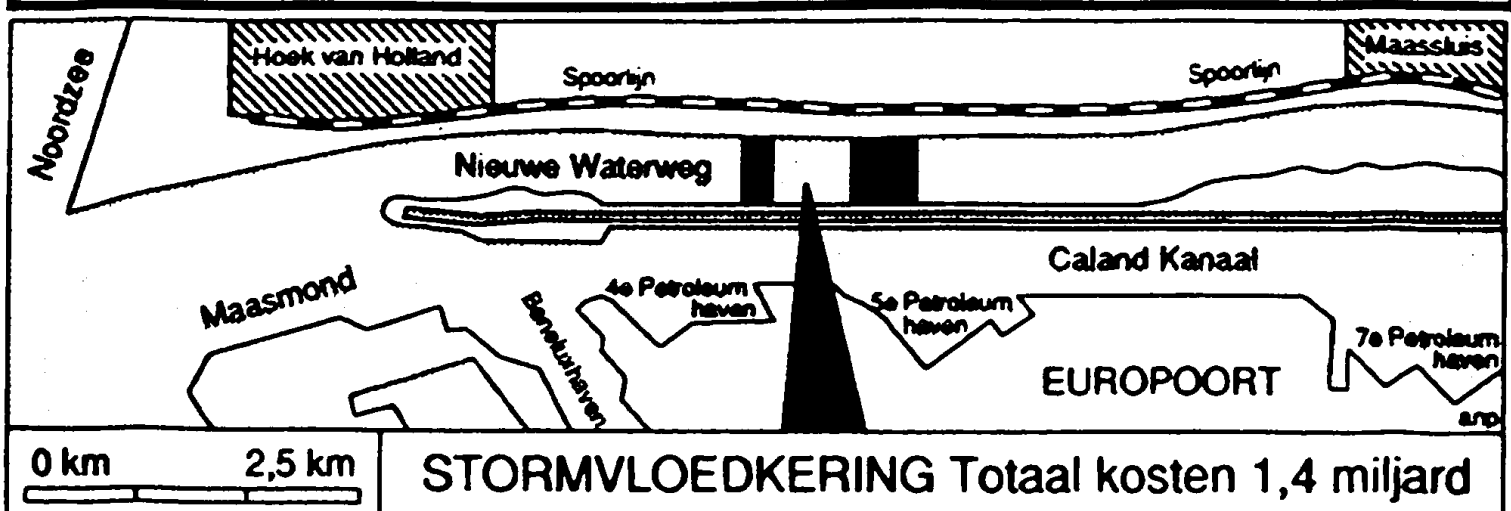 Noordzee
Hoek van Holland
Spoorlijn
Spoorlijn
Maassluis
Nieuwe Waterweg
Caland Kanaal
Maasmond
Beneluxhaven
4e Petroleum
haven
5e Petroleum
haven
7e Petroleum
haven
EUROPOORT
anp
0 km
2,5 km
STORMVLOEDKERING Totaal kosten 1,4 miljard